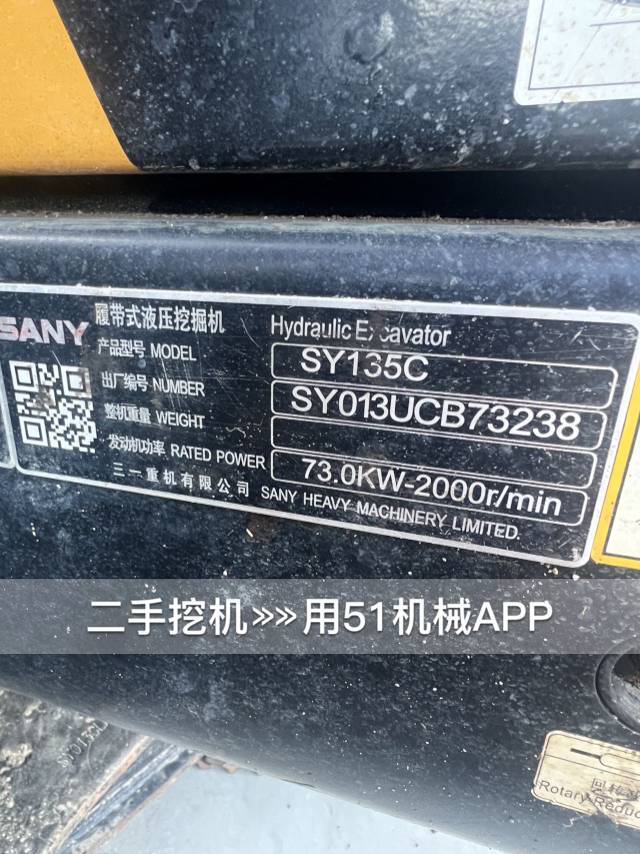 SANY
履带式液压挖掘机 Hydraulic Excavator
产品型号 MODEL SY135C
出厂编号 NUMBER SY013UCB73238
整机重量 WEIGHT
发动机功率 RATED POWER 73.0KW-2000r/min
三一重机有限公司 SANY HEAVY MACHINERY LIMITED.
二手挖机»»用51机械APP
Rotary